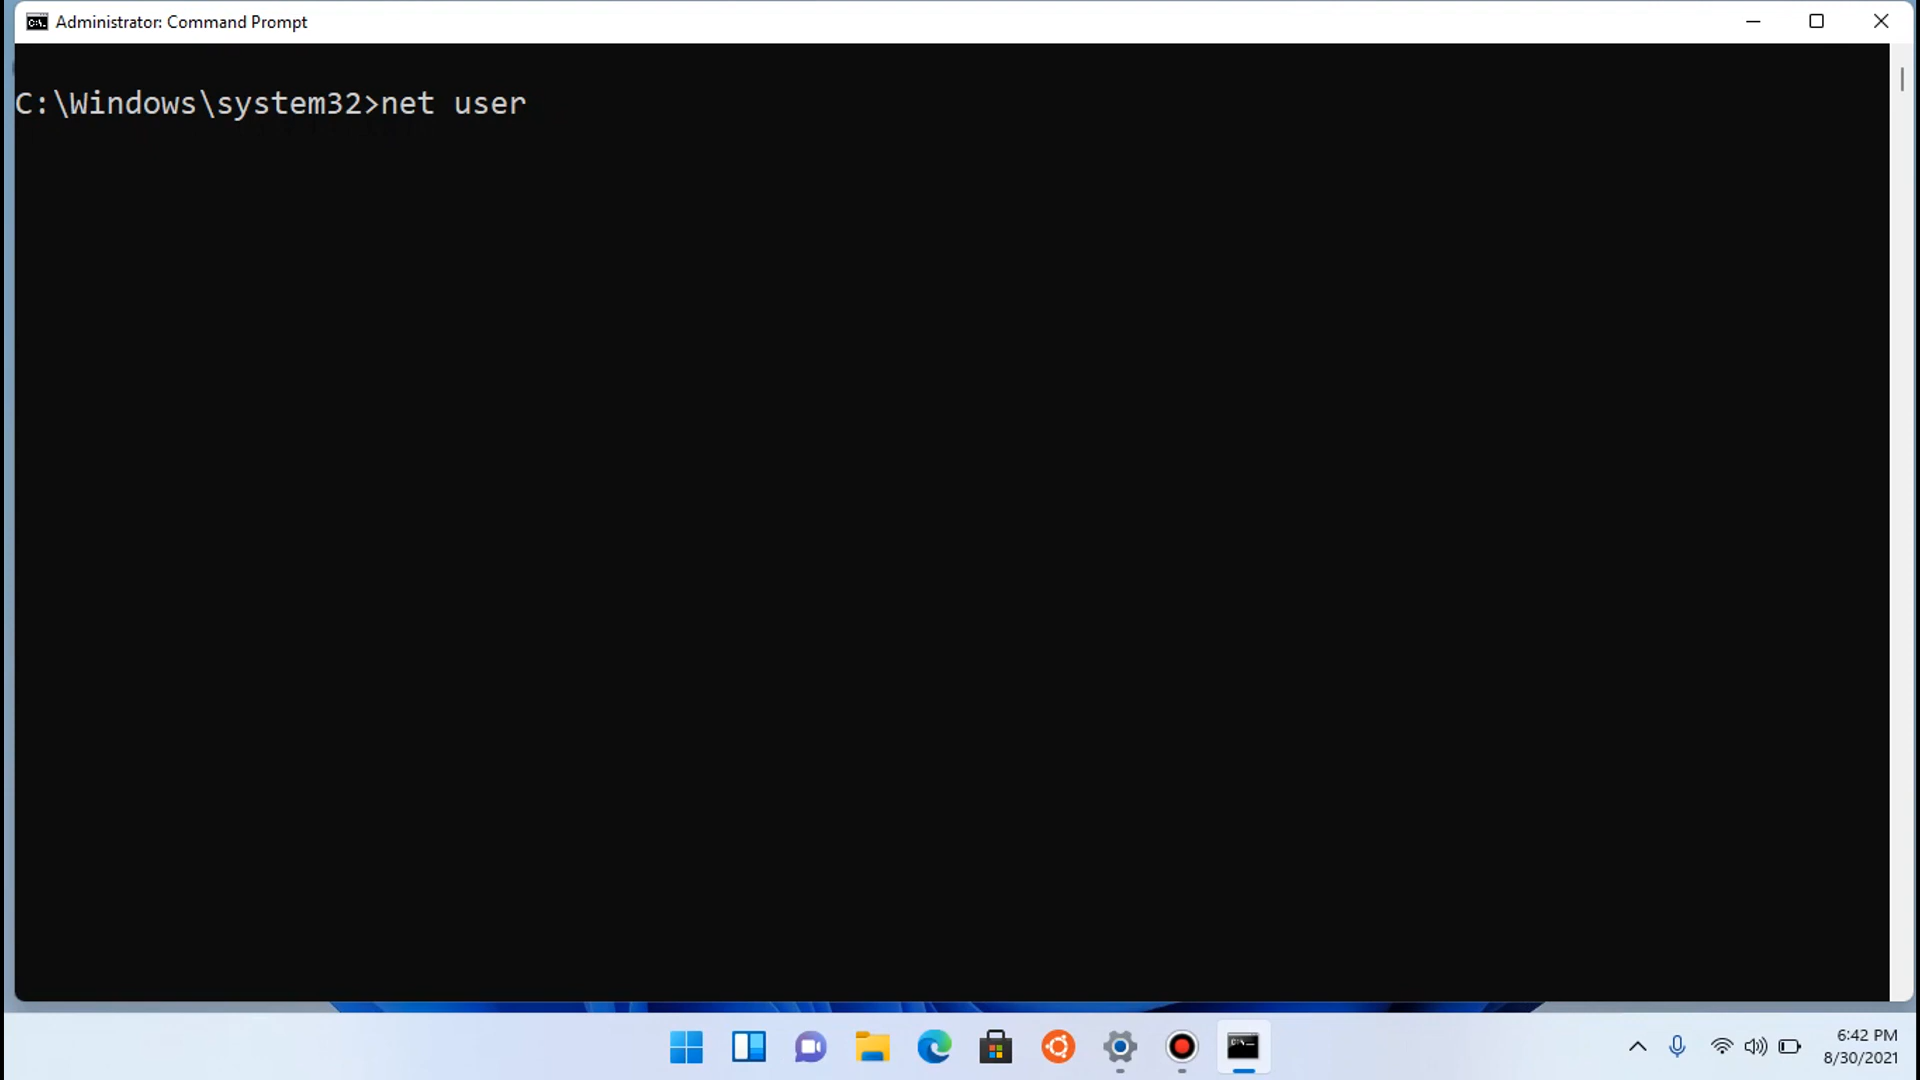 Administrator: Command Prompt
C:\Windows\system32>net user
6:42 PM
8/30/2021